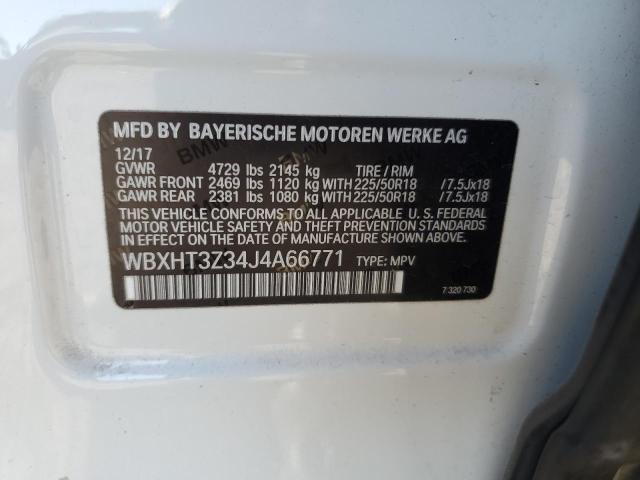 MFD BY BAYERISCHE MOTOREN WERKE AG
12/17
GVWR 4729 lbs 2145 kg TIRE / RIM
GAWR FRONT 2469 lbs 1120 kg WITH 225/50R18 /7.5Jx18
GAWR REAR 2381 lbs 1080 kg WITH 225/50R18 /7.5Jx18
THIS VEHICLE CONFORMS TO ALL APPLICABLE U. S. FEDERAL
MOTOR VEHICLE SAFETY, BUMPER, AND
THEFT PREVENTION STANDARDS IN EFFECT ON THE DATE
OF MANUFACTURE SHOWN ABOVE.
WBXHT3Z34J4A66771 TYPE: MPV
7 320 730